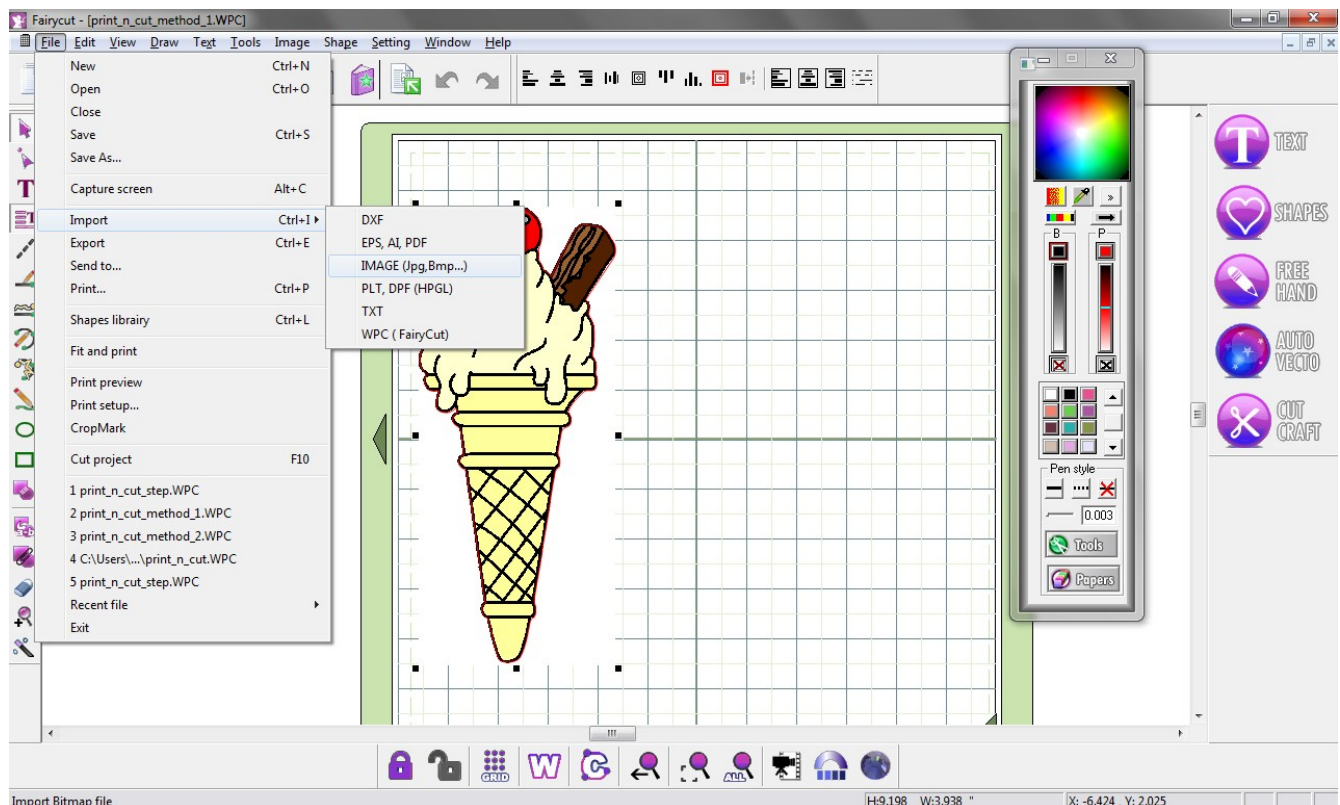 Fairycut - [print_n_cut_method_1.WPC]
File Edit View Draw Text Tools Image Shape Setting Window Help
New Ctrl+N
Open Ctrl+O
Close
Save Ctrl+S
Save As...
Capture screen Alt+C
Import Ctrl+I
Export Ctrl+E
Send to...
Print... Ctrl+P
Shapes librairy Ctrl+L
Fit and print
Print preview
Print setup...
CropMark
Cut project F10
1 print_n_cut_step.WPC
2 print_n_cut_method_1.WPC
3 print_n_cut_method_2.WPC
4 C:\Users\...\print_n_cut.WPC
5 print_n_cut_step.WPC
Recent file
Exit
DXF
EPS, AI, PDF
IMAGE (Jpg,Bmp...)
PLT, DPF (HPGL)
TXT
WPC ( FairyCut)
B P
Pen style
0.003
Tools
Papers
T TEXT
SHAPES
FREE
HAND
AUTO
VECTO
CUT
CRAFT
GRID
W
C
ALL
Import Bitmap file
H:9.198 W:3.938 "
X: -6.424 Y: 2.025